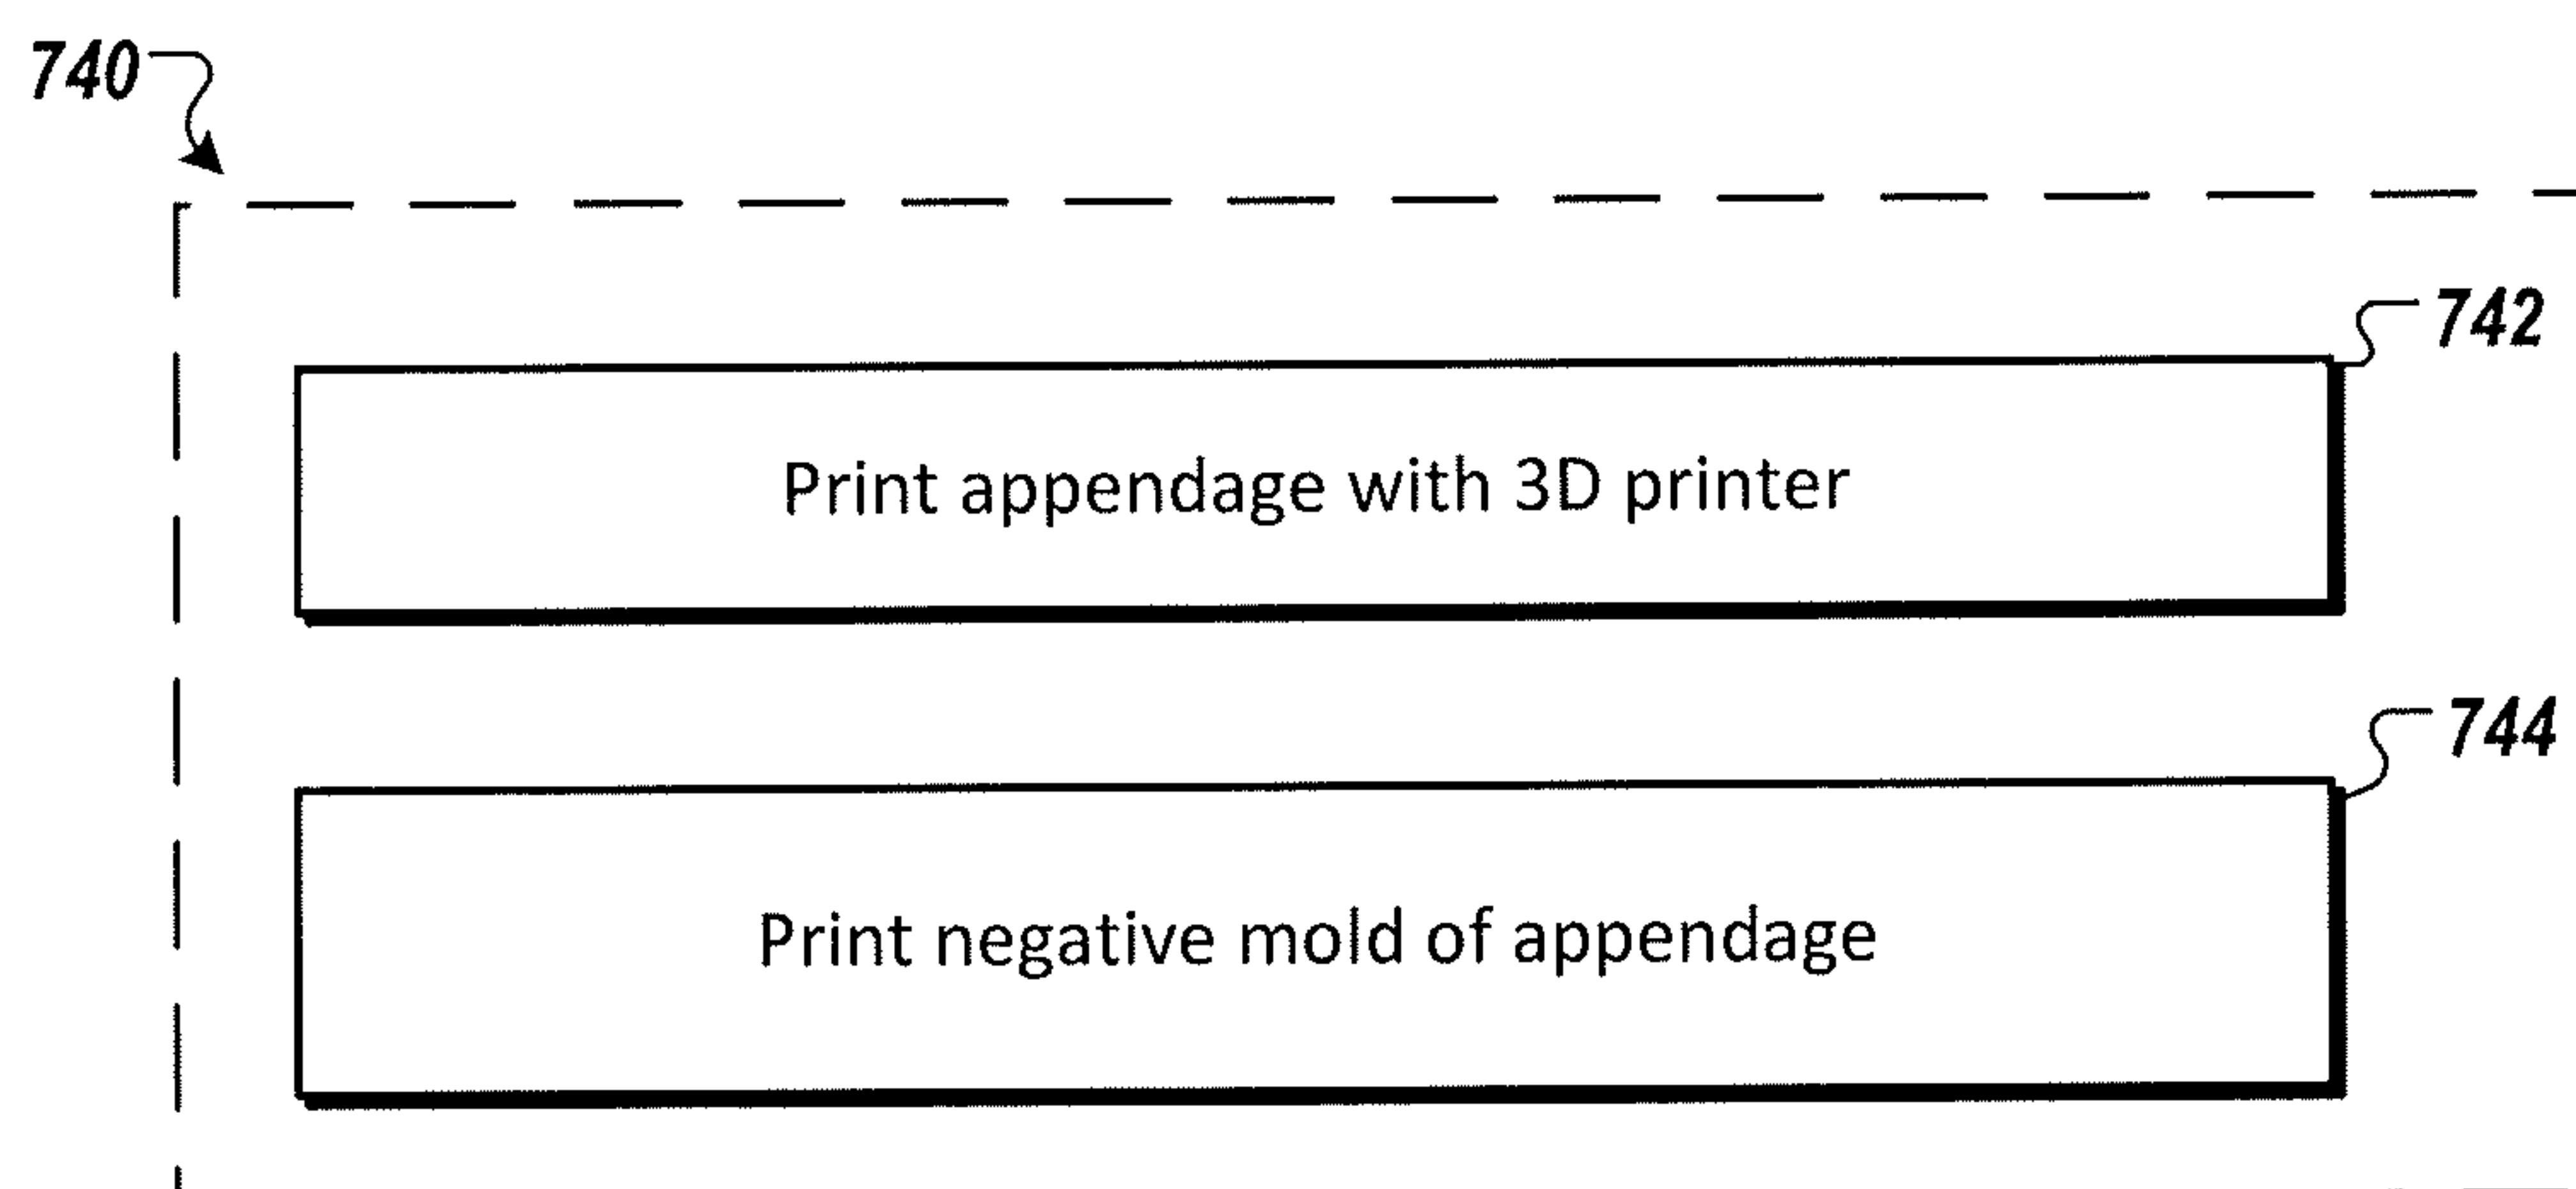 740
742
Print appendage with 3D printer
744
Print negative mold of appendage